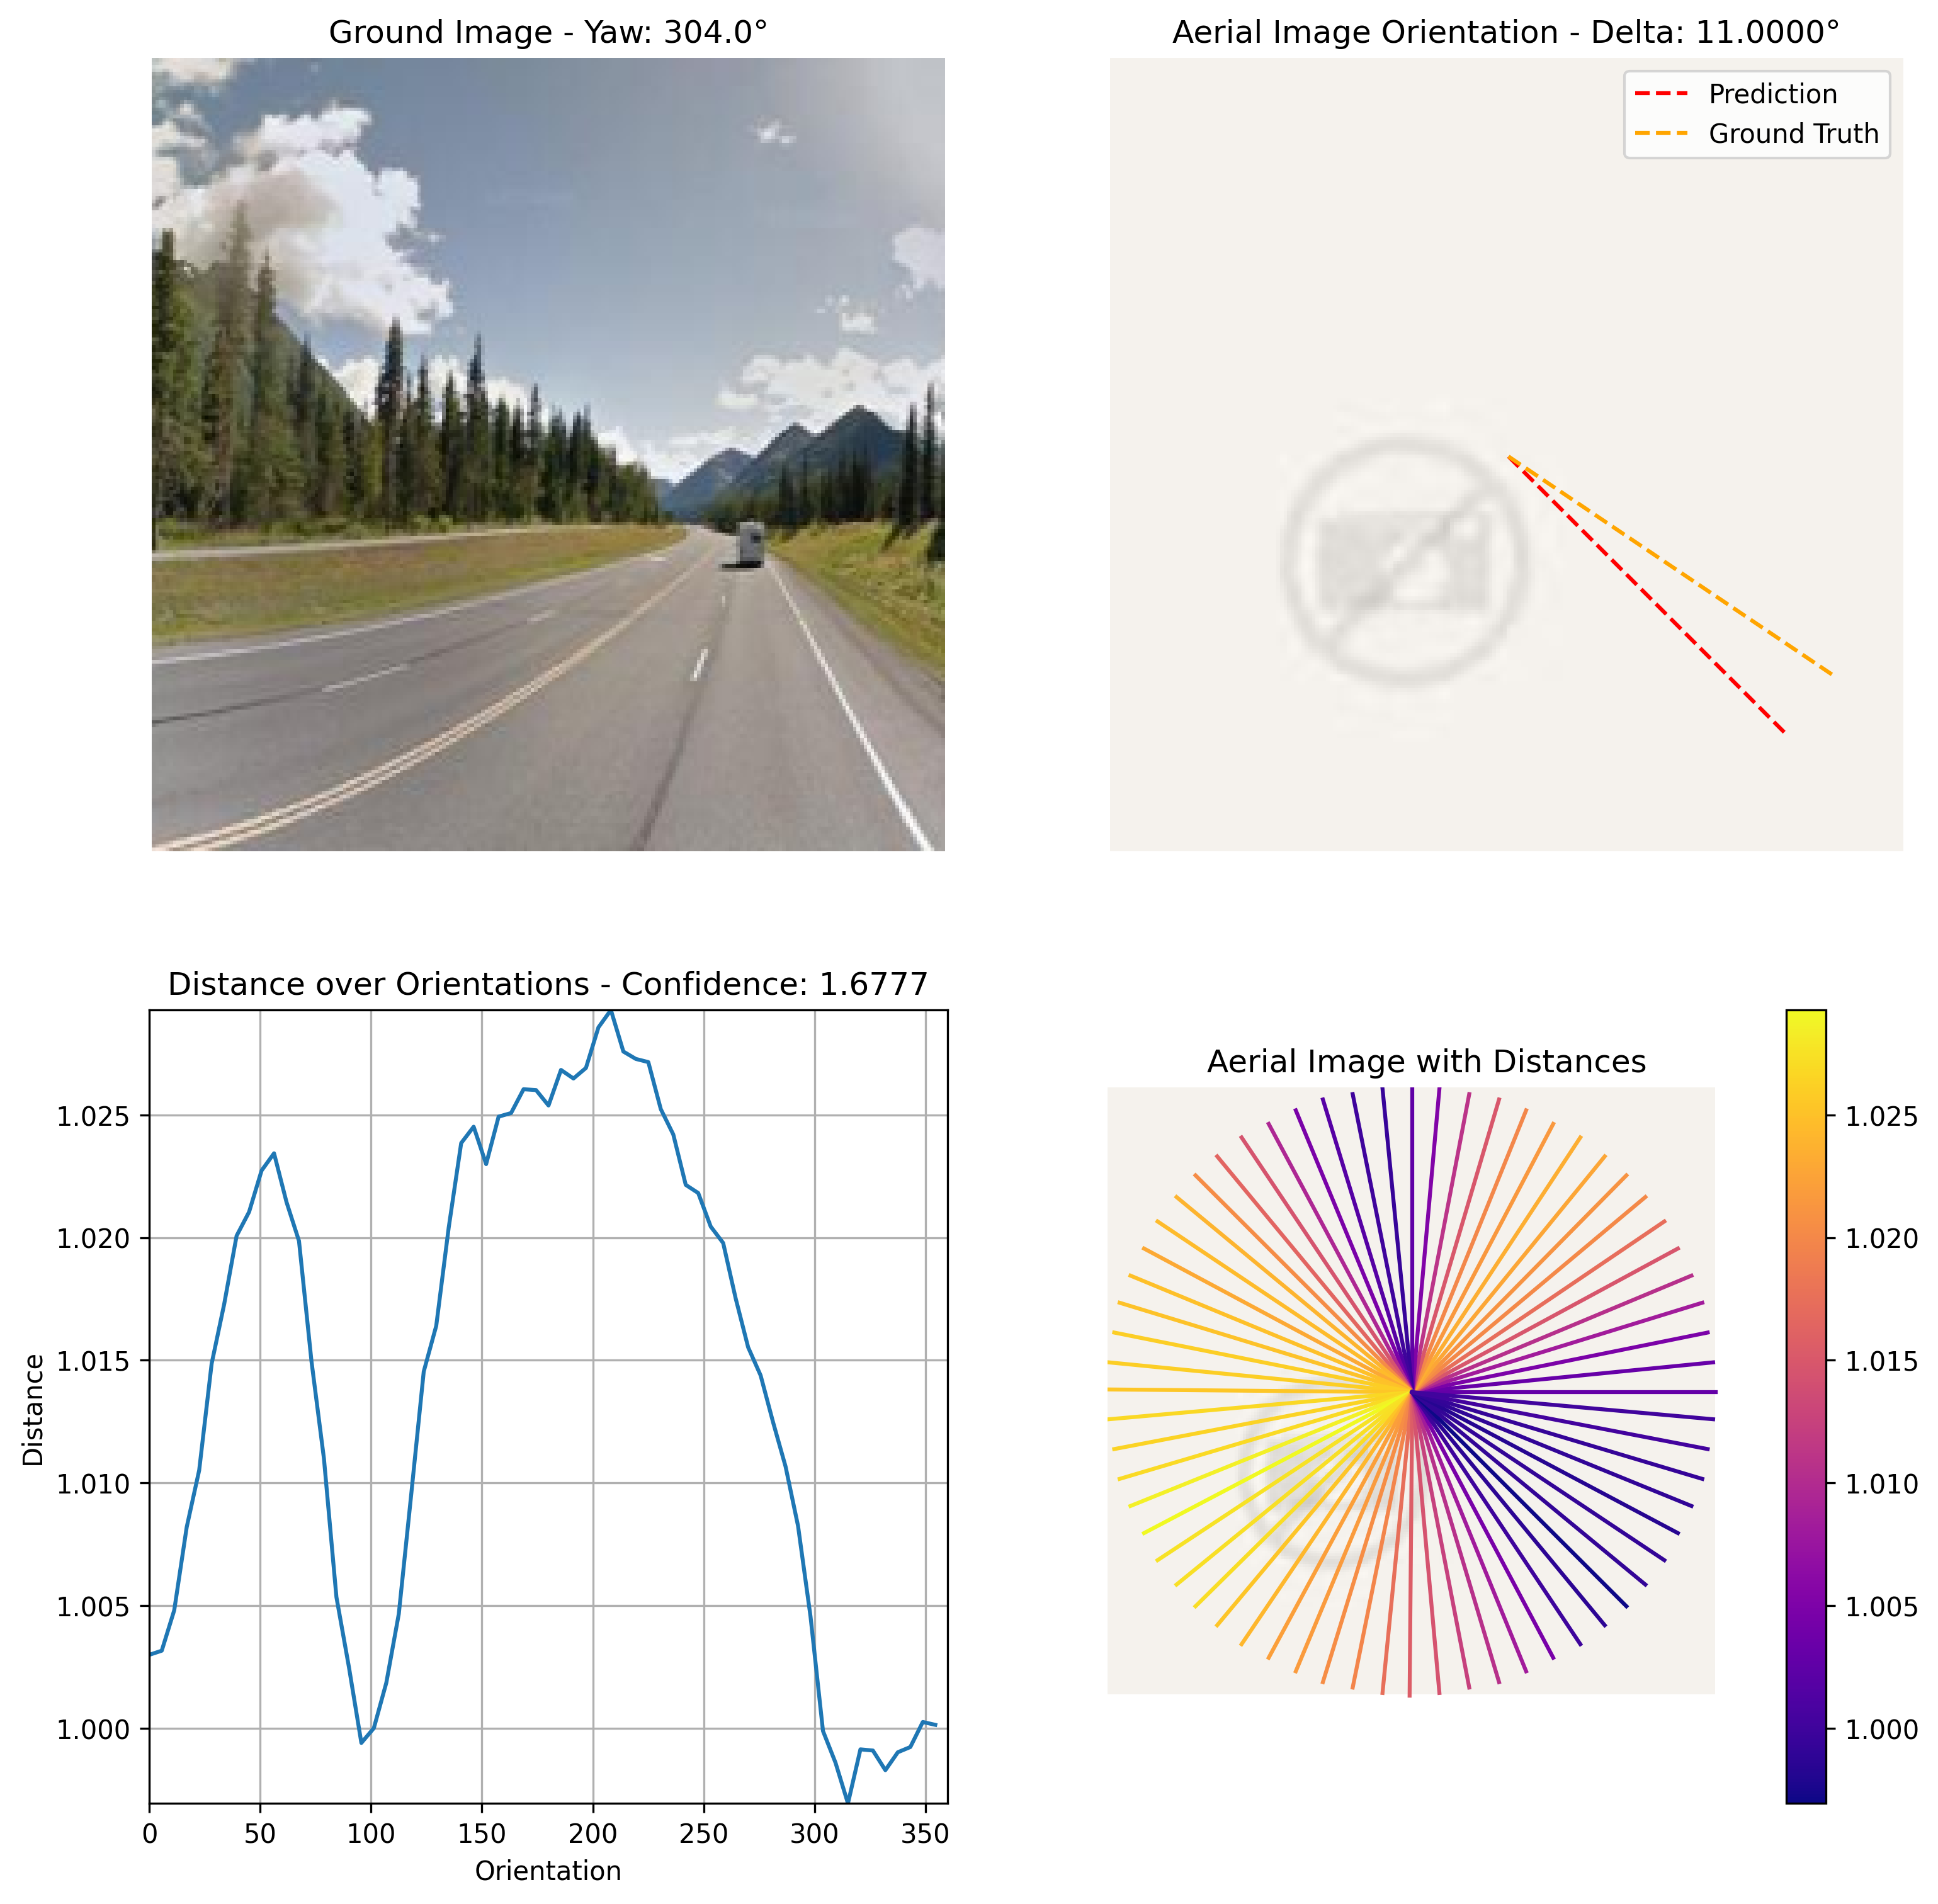 Ground Image - Yaw: 304.0°
Aerial Image Orientation - Delta: 11.0000°
Prediction
Ground Truth
Distance over Orientations - Confidence: 1.6777
Distance
1.025
1.020
1.015
1.010
1.005
1.000
0 50 100 150 200 250 300 350
Orientation
Aerial Image with Distances
1.025
1.020
1.015
1.010
1.005
1.000